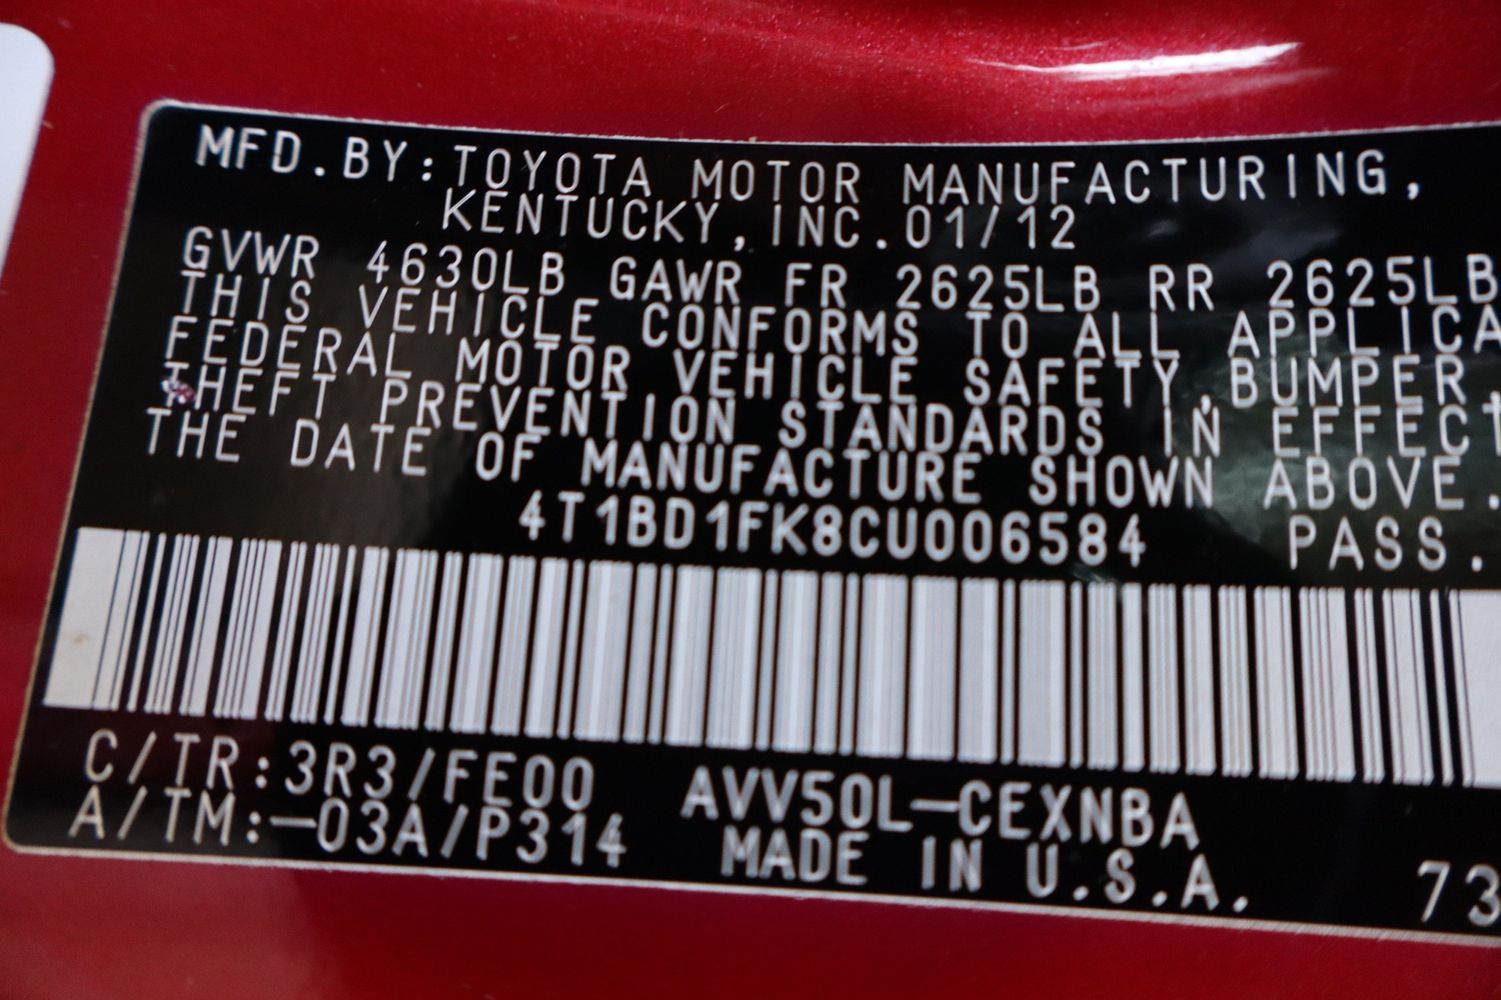 MFD.BY:TOYOTA MOTOR MANUFACTURING,
KENTUCKY,INC.01/12
GVWR 4630LB GAWR FR 2625LB RR 2625LB
THIS VEHICLE CONFORMS TO ALL APPLICA
FEDERAL MOTOR VEHICLE SAFETY,BUMPER,
THEFT PREVENTION STANDARDS IN EFFECT
THE DATE OF MANUFACTURE SHOWN ABOVE.
4T1BD1FK8CU006584 PASS.
C/TR:3R3/FE00 AVV50L-CEXNBA
A/TM:-03A/P314 MADE IN U.S.A. 73